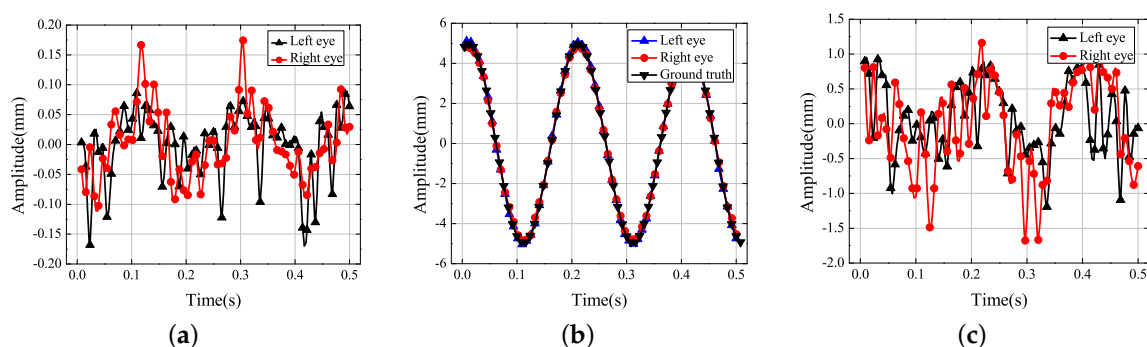 0.20
0.15
0.10
0.05
0.00
-0.05
-0.10
-0.15
-0.20
Amplitude(mm)
0.0 0.1 0.2 0.3 0.4 0.5
Time(s)
Left eye
Right eye
(a)
6
4
2
0
-2
-4
-6
Amplitude(mm)
0.0 0.1 0.2 0.3 0.4 0.5
Time(s)
Left eye
Right eye
Ground truth
(b)
1.5
1.0
0.5
0.0
-0.5
-1.0
-1.5
-2.0
Amplitude(mm)
0.0 0.1 0.2 0.3 0.4 0.5
Time(s)
Left eye
Right eye
(c)